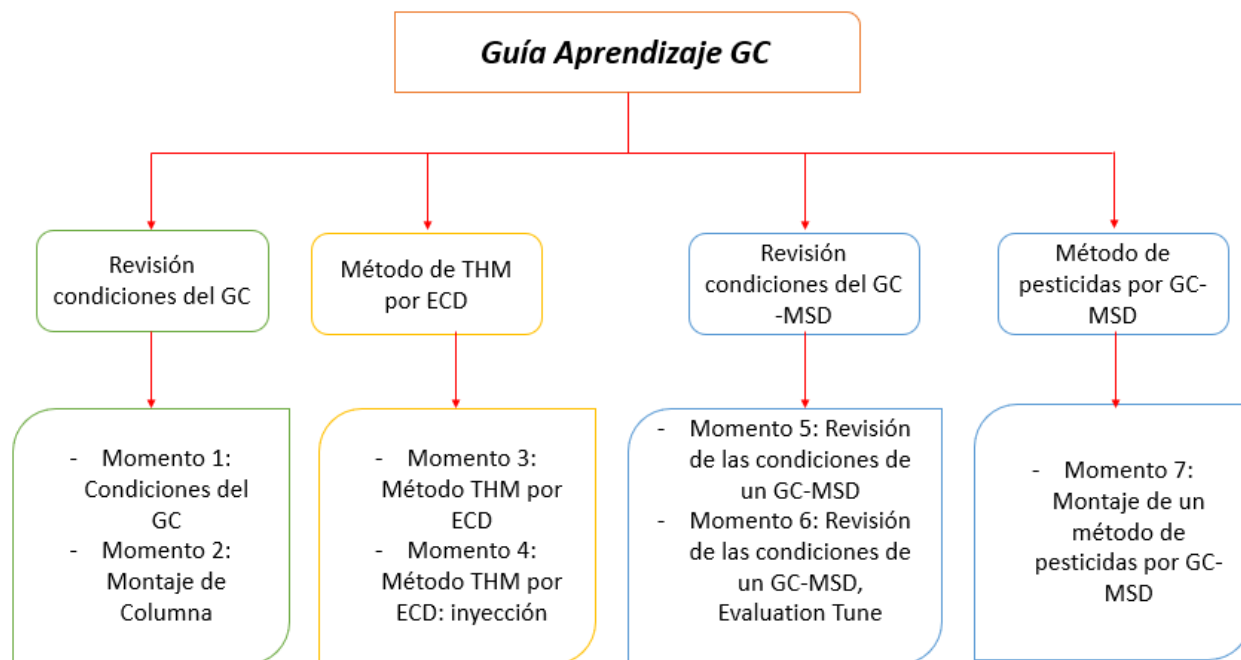 Guía Aprendizaje GC
Revisión
condiciones del GC
Método de THM
por ECD
Revisión
condiciones del GC
-MSD
Método de
pesticidas por GC-
MSD
- Momento 1:
Condiciones del
GC
- Momento 2:
Montaje de
Columna
- Momento 3:
Método THM por
ECD
- Momento 4:
Método THM por
ECD: inyección
- Momento 5: Revisión
de las condiciones de
un GC-MSD
- Momento 6: Revisión
de las condiciones de
un GC-MSD,
Evaluation Tune
- Momento 7:
Montaje de un
método de
pesticidas por GC-
MSD